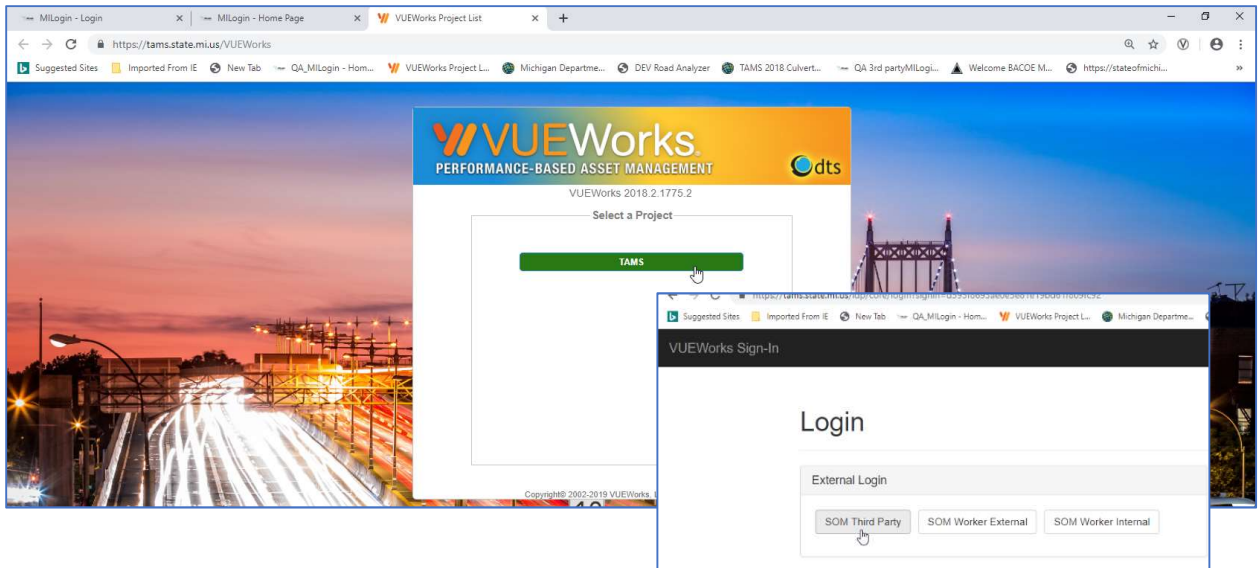 MILogin - Login
MILogin - Home Page
VUEWorks Project List
https://tams.state.mi.us/VUEWorks
Suggested Sites Imported From IE New Tab QA_MILogin - Hom... VUEWorks Project L... Michigan Departme... DEV Road Analyzer TAMS 2018 Culvert... QA 3rd partyMILogi... Welcome BACOE M... https://stateofmichi... »
VUEWorks.
PERFORMANCE-BASED ASSET MANAGEMENT
dts
VUEWorks 2018.2.1775.2
Select a Project
TAMS
Copyright© 2002-2019 VUEWorks,
Suggested Sites Imported From IE New Tab QA_MILogin - Hom... VUEWorks Project L... Michigan Departme...
VUEWorks Sign-In
Login
External Login
SOM Third Party SOM Worker External SOM Worker Internal